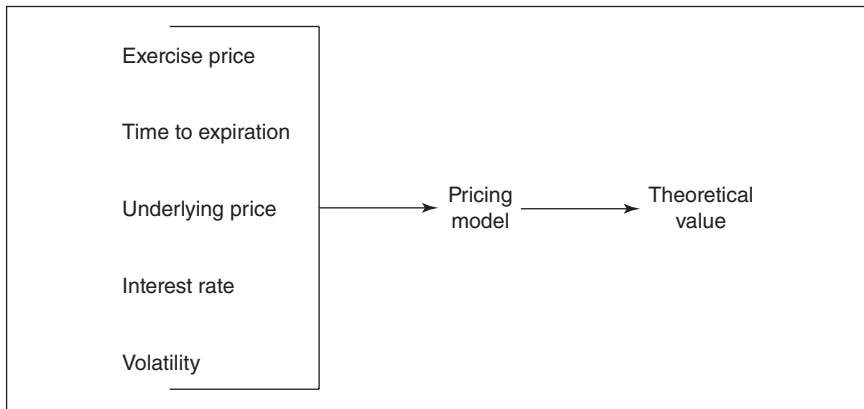 Exercise price
Time to expiration
Underlying price
Interest rate
Volatility
Pricing
model
Theoretical
value